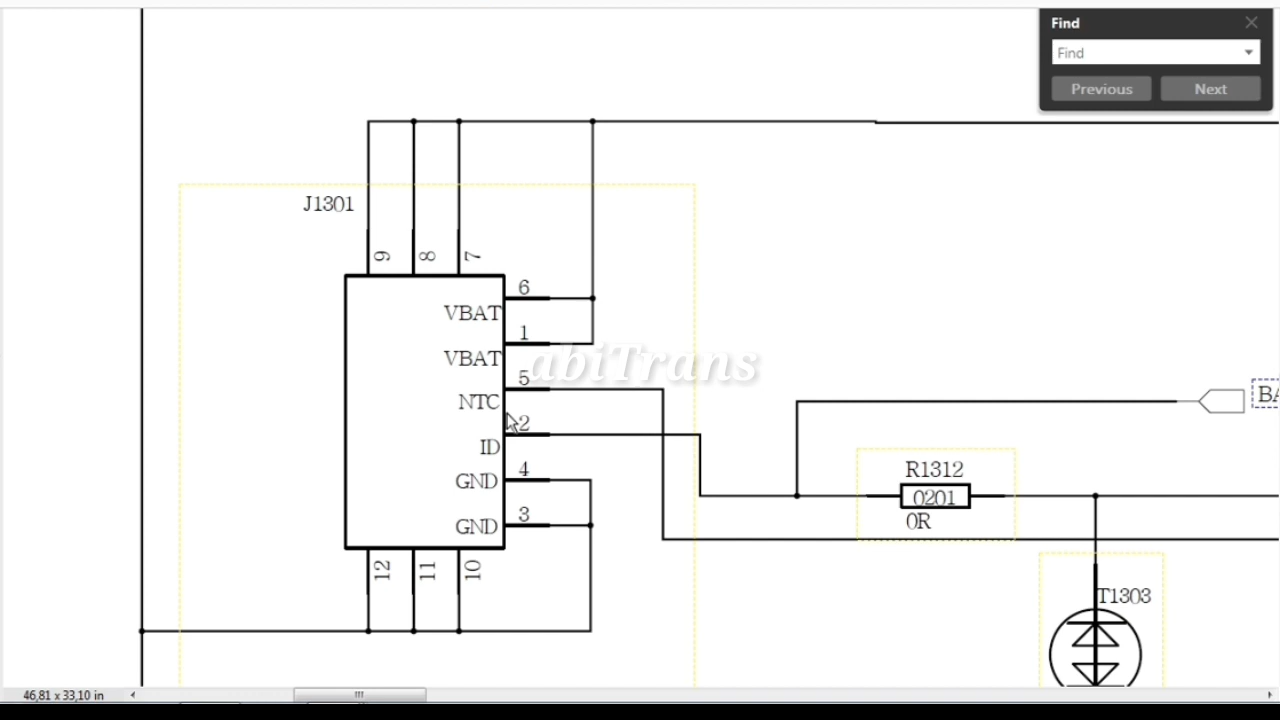 Find
Find
Previous
Next
J1301
9
8
7
6
VBAT
1
VBAT
abiTrans
5
NTC
2
ID
BA
4
GND
R1312
0201
0R
3
GND
12
11
10
T1303
46,81 x 33,10 in